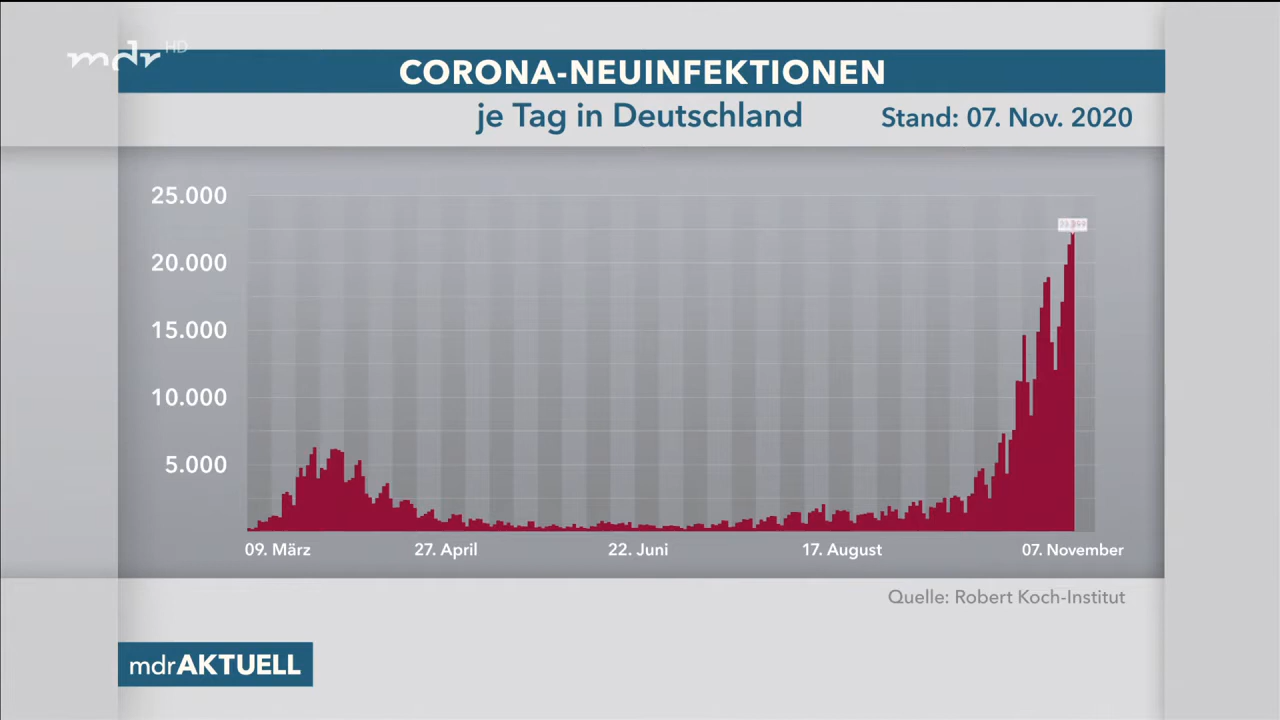 mdr HD
CORONA-NEUINFEKTIONEN
je Tag in Deutschland
Stand: 07. Nov. 2020
25.000
20.000
15.000
10.000
5.000
09. März
27. April
22. Juni
17. August
07. November
Quelle: Robert Koch-Institut
mdrAKTUELL